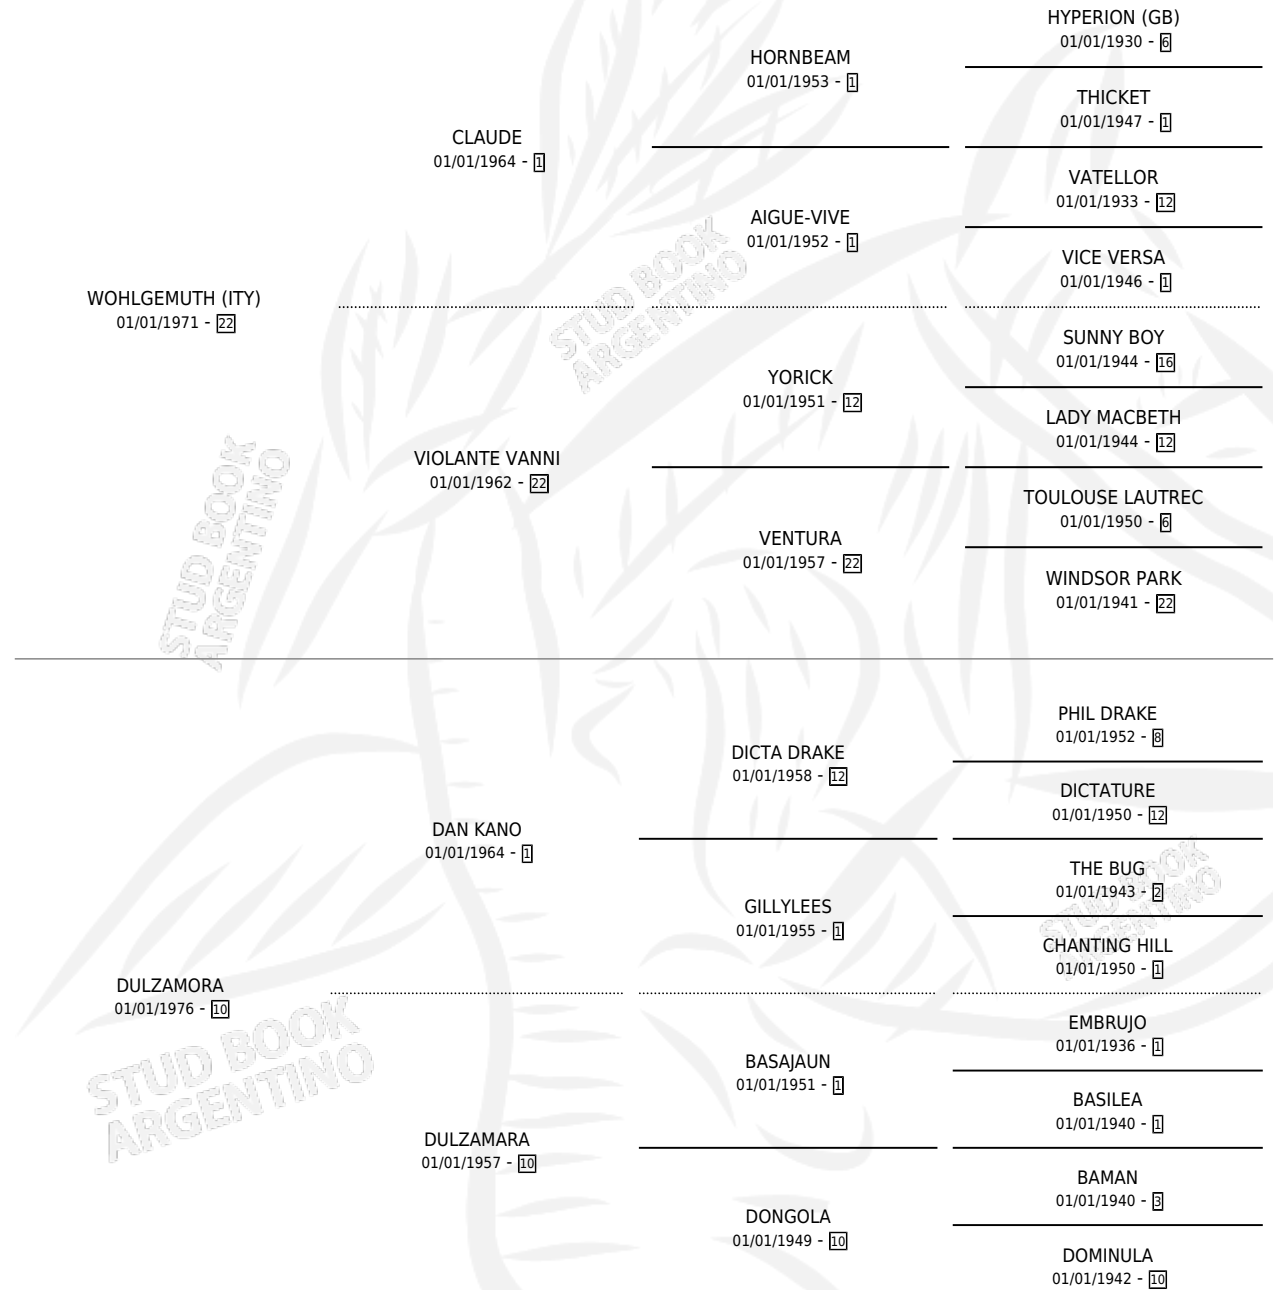 HYPERION (GB)
01/01/1930 - 6
HORNBEAM
01/01/1953 - 1
THICKET
01/01/1947 - 1
CLAUDE
01/01/1964 - 1
VATELLOR
01/01/1933 - 12
AIGUE-VIVE
01/01/1952 - 1
VICE VERSA
01/01/1946 - 1
WOHLGEMUTH (ITY)
01/01/1971 - 22
STUD BOOK
ARGENTINO
SUNNY BOY
01/01/1944 - 16
YORICK
01/01/1951 - 12
LADY MACBETH
01/01/1944 - 12
VIOLANTE VANNI
01/01/1962 - 22
TOULOUSE LAUTREC
01/01/1950 - 6
VENTURA
01/01/1957 - 22
WINDSOR PARK
01/01/1941 - 22
STUD BOOK
ARGENTINO
PHIL DRAKE
01/01/1952 - 8
DICTA DRAKE
01/01/1958 - 12
DICTATURE
01/01/1950 - 12
DAN KANO
01/01/1964 - 1
THE BUG
01/01/1943 - 2
GILLYLEES
01/01/1955 - 1
CHANTING HILL
01/01/1950 - 1
STUD BOOK
ARGENTINO
DULZAMORA
01/01/1976 - 10
EMBRUJO
01/01/1936 - 1
BASAJAUN
01/01/1951 - 1
BASILEA
01/01/1940 - 1
STUD BOOK
ARGENTINO
DULZAMARA
01/01/1957 - 10
BAMAN
01/01/1940 - 3
DONGOLA
01/01/1949 - 10
DOMINULA
01/01/1942 - 10